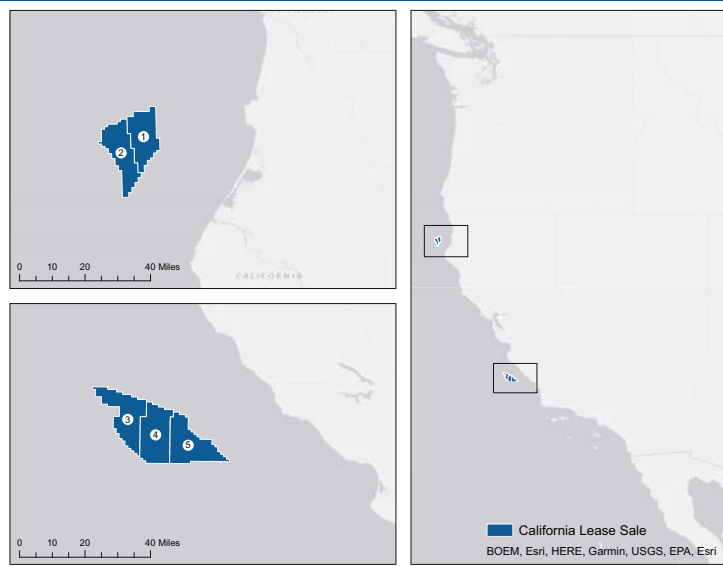 1
2
CALIFORNIA
0 10 20 40 Miles
3
4
5
0 10 20 40 Miles
California Lease Sale
BOEM, Esri, HERE, Garmin, USGS, EPA, Esri